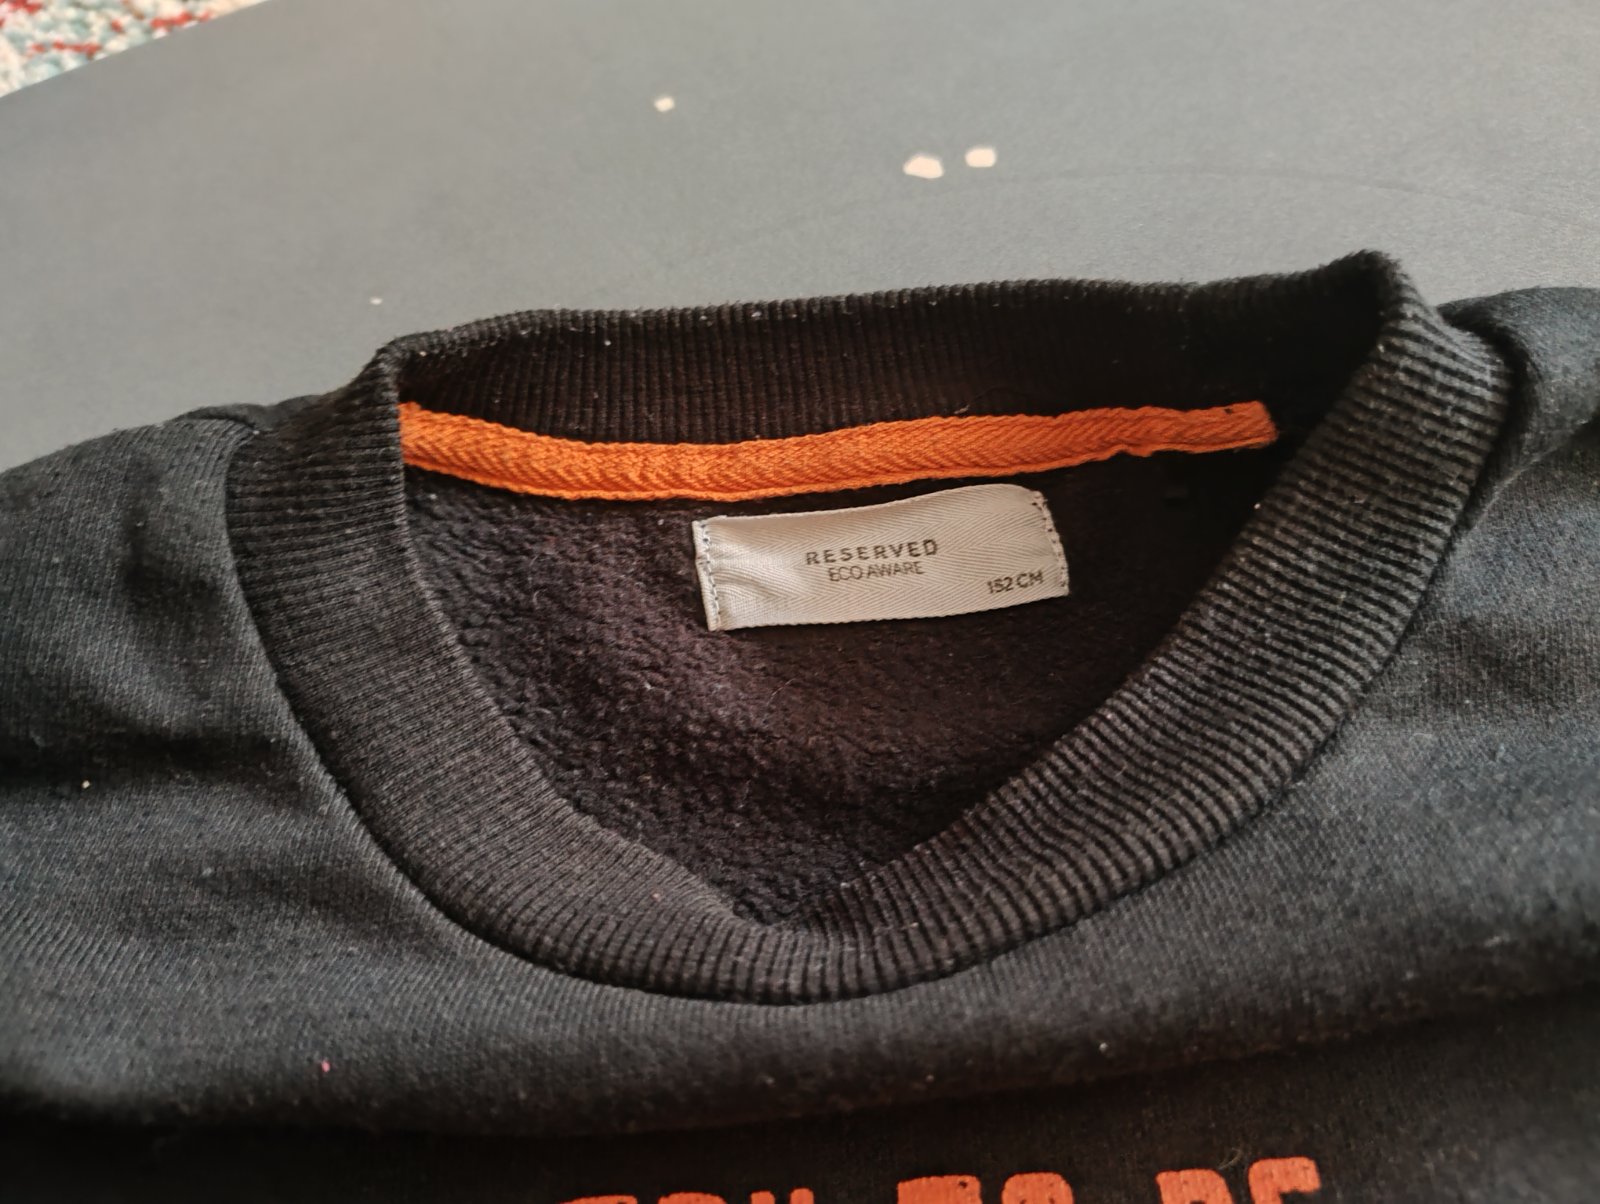 RESERVED
ECO AWARE
152 CM